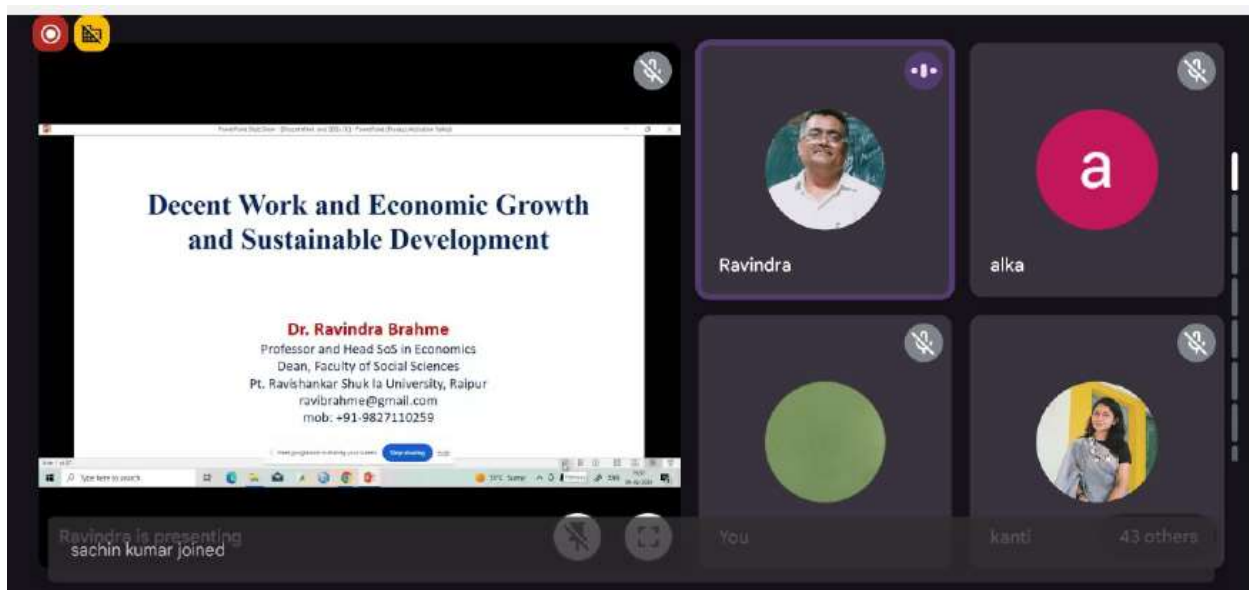 Decent Work and Economic Growth
and Sustainable Development
Dr. Ravindra Brahme
Professor and Head SoS in Economics
Dean, Faculty of Social Sciences
Pt. Ravishankar Shuk la University, Raipur
ravibrahme@gmail.com
mob: +91-9827110259
Stop sharing
Type here to search
Ravindra is presenting
sachin kumar joined
Ravindra
a
alka
You
kanti
43 others